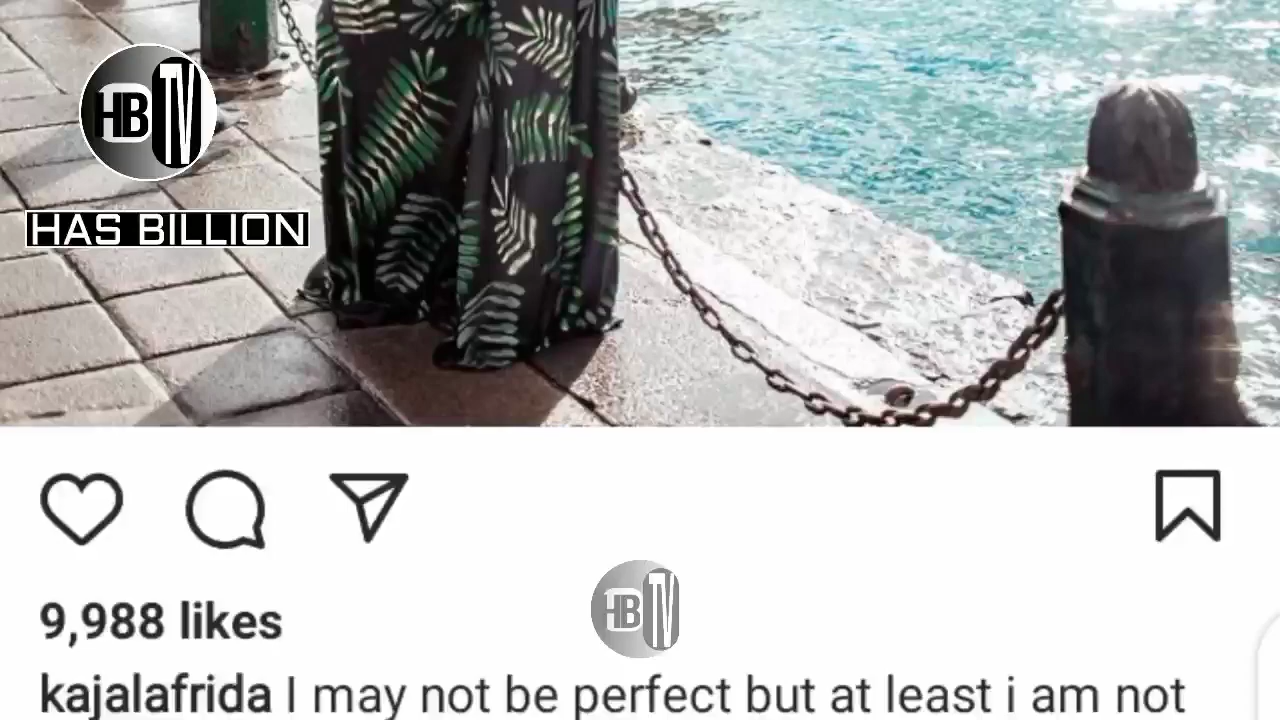 HB TV
HAS BILLION
9,988 likes
HB TV
kajalafrida I may not be perfect but at least i am not